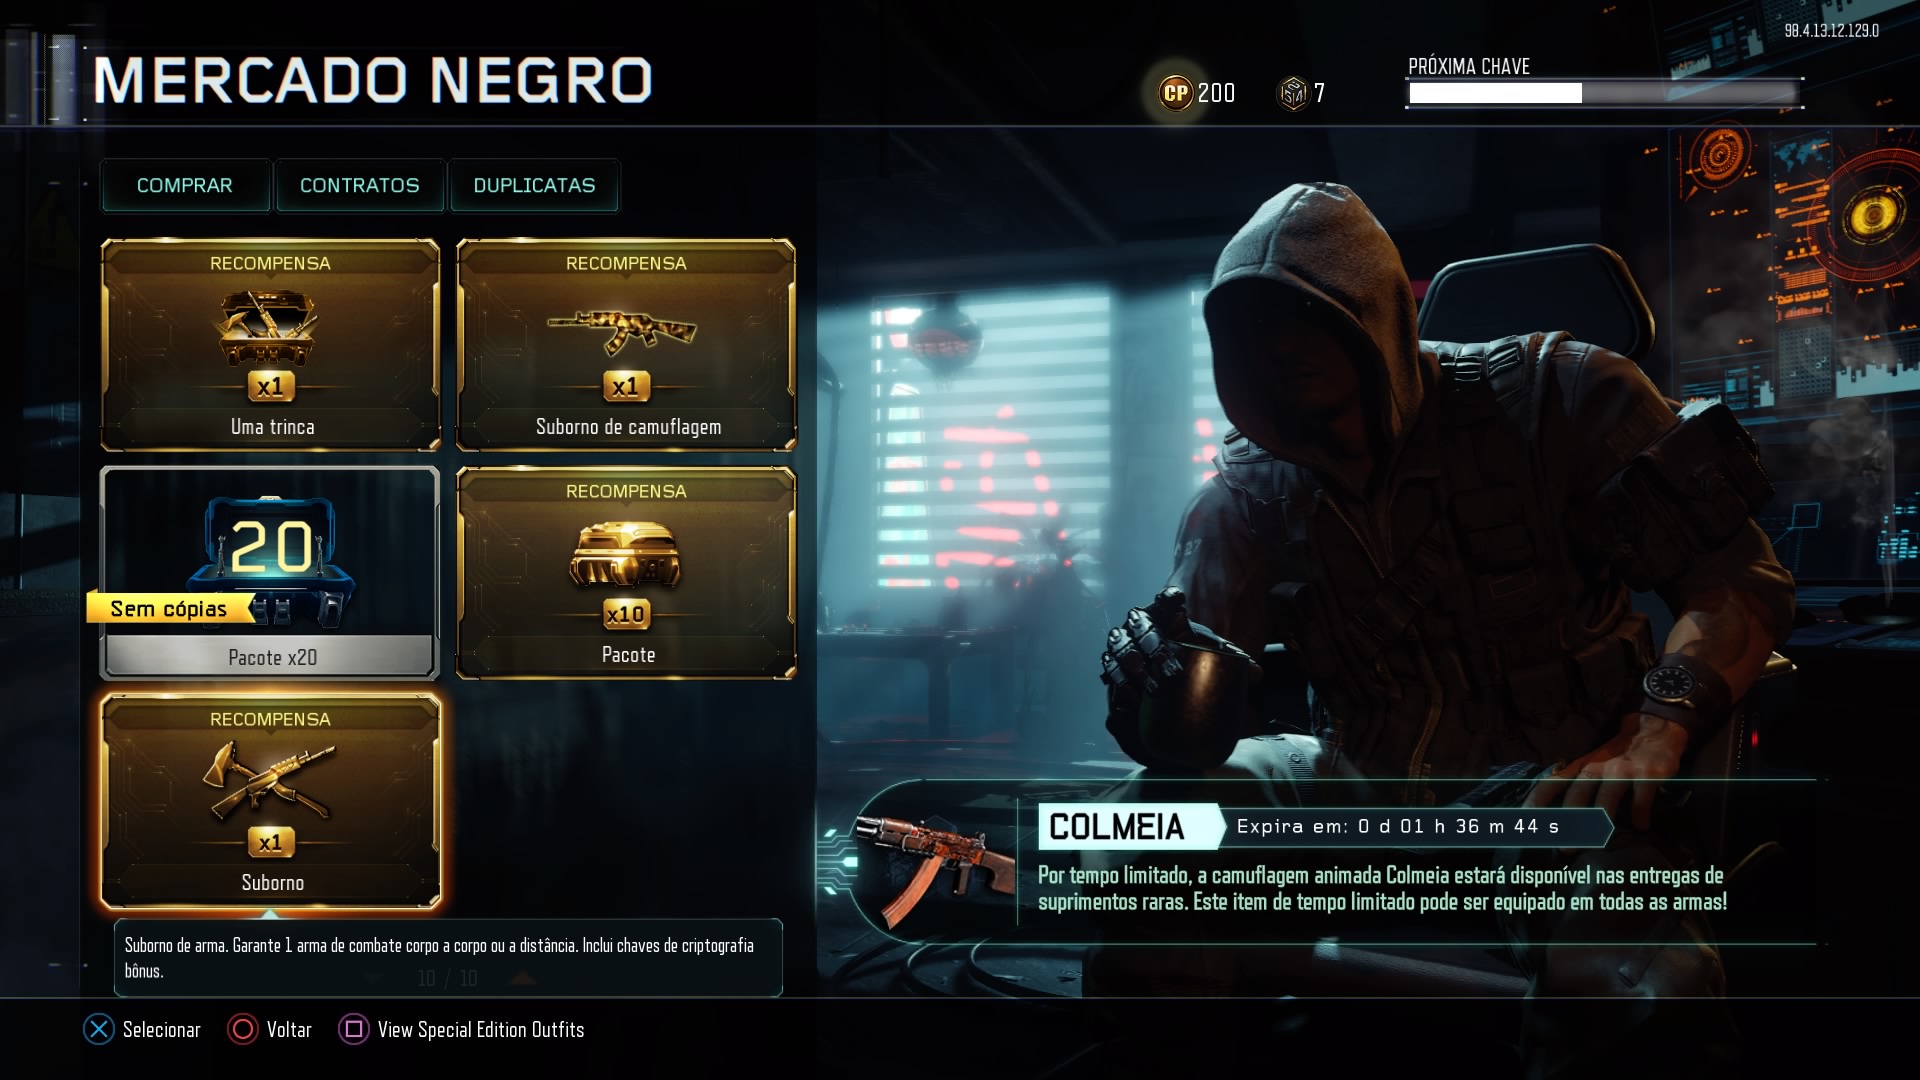 98.4.13.12.129.0
MERCADO NEGRO
CP 200
7
PRÓXIMA CHAVE
COMPRAR
CONTRATOS
DUPLICATAS
RECOMPENSA
x1
Uma trinca
RECOMPENSA
x1
Suborno de camuflagem
20
Sem cópias
Pacote x20
RECOMPENSA
x10
Pacote
RECOMPENSA
x1
Suborno
Suborno de arma. Garante 1 arma de combate corpo a corpo ou a distância. Inclui chaves de criptografia
bônus.
10 / 10
COLMEIA
Expira em: 0 d 01 h 36 m 44 s
Por tempo limitado, a camuflagem animada Colmeia estará disponível nas entregas de
suprimentos raras. Este item de tempo limitado pode ser equipado em todas as armas!
Selecionar
Voltar
View Special Edition Outfits